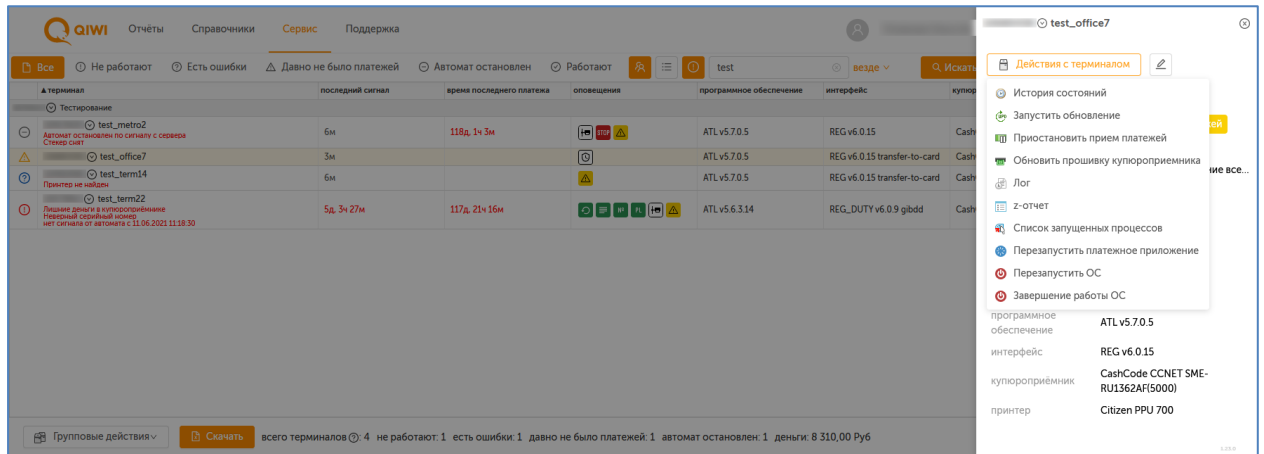 QIWI Отчёты Справочники Сервис Поддержка
test_office7
Все Не работают Есть ошибки Давно не было платежей Автомат остановлен Работают test везде Искать
Действия с терминалом
терминал последний сигнал время последнего платежа оповещения программное обеспечение интерфейс купюр
История состояний
Тестирование
Запустить обновление
test_metro2 6м 118д, 1ч 3м STOP ATL v5.7.0.5 REG v6.0.15 Cash
Автомат остановлен по сигналу с сервера
Стекер снят
Приостановить прием платежей
test_office7 3м ATL v5.7.0.5 REG v6.0.15 transfer-to-card Cash
Обновить прошивку купюроприемника
ние все...
test_term14 6м ATL v5.7.0.5 REG v6.0.15 transfer-to-card Cash
Принтер не найден
Лог
test_term22
Лишние деньги в купюроприёмнике
Неверный серийный номер
нет сигнала от автомата с 11.06.2021 11:18:30
5д, 3ч 27м 117д, 21ч 16м ATL v5.6.3.14 REG_DUTY v6.0.9 gibdd Cash
z-отчет
Список запущенных процессов
Перезапустить платежное приложение
Перезапустить ОС
Завершение работы ОС
программное
обеспечение ATL v5.7.0.5
интерфейс REG v6.0.15
купюроприёмник CashCode CCNET SME-
RU1362AF(5000)
принтер Citizen PPU 700
Групповые действия Скачать всего терминалов : 4 не работают: 1 есть ошибки: 1 давно не было платежей: 1 автомат остановлен: 1 деньги: 8 310,00 Руб